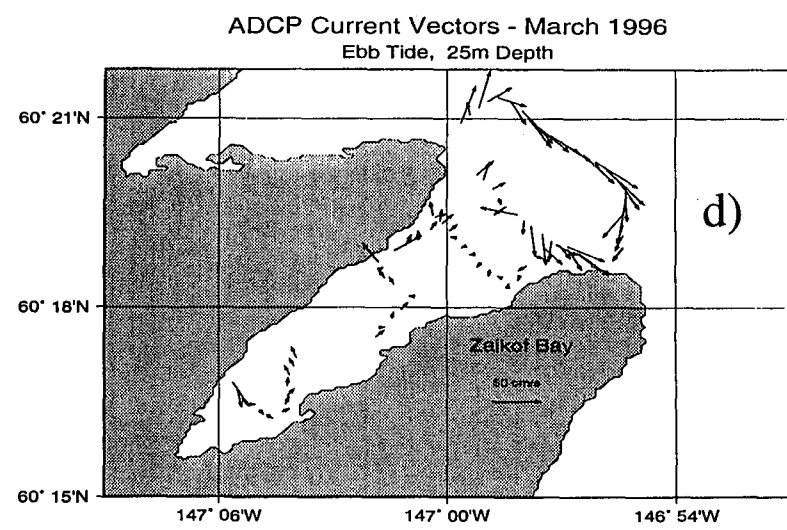 ADCP Current Vectors - March 1996
Ebb Tide, 25m Depth
60° 21'N
d)
60° 18'N
Zaikof Bay
50 cm/s
60° 15'N
147° 06'W
147° 00'W
146° 54'W